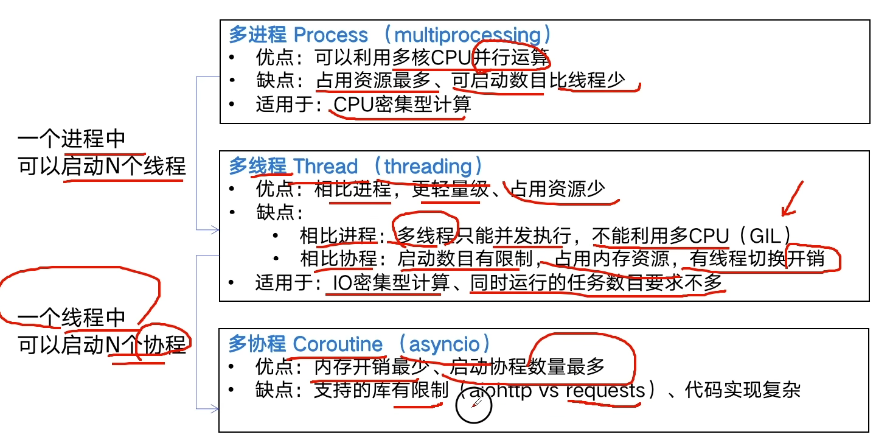 多进程 Process （multiprocessing）
• 优点：可以利用多核CPU并行运算
• 缺点：占用资源最多、可启动数目比线程少
• 适用于：CPU密集型计算
一个进程中
可以启动N个线程
多线程 Thread （threading）
• 优点：相比进程，更轻量级、占用资源少
• 缺点：
• 相比进程：多线程只能并发执行，不能利用多CPU（GIL）
• 相比协程：启动数目有限制，占用内存资源，有线程切换开销
• 适用于：IO密集型计算、同时运行的任务数目要求不多
一个线程中
可以启动N个协程
多协程 Coroutine （asyncio）
• 优点：内存开销最少、启动协程数量最多
• 缺点：支持的库有限制（aiohttp vs requests）、代码实现复杂